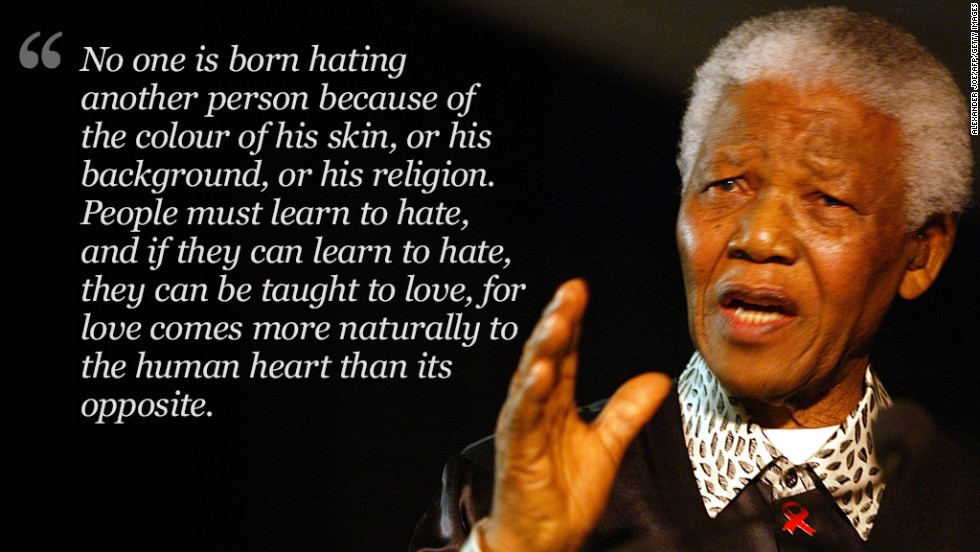 “ No one is born hating
another person because of
the colour of his skin, or his
background, or his religion.
People must learn to hate,
and if they can learn to hate,
they can be taught to love, for
love comes more naturally to
the human heart than its
opposite.
ALEXANDER JOE/AFP/GETTY IMAGES